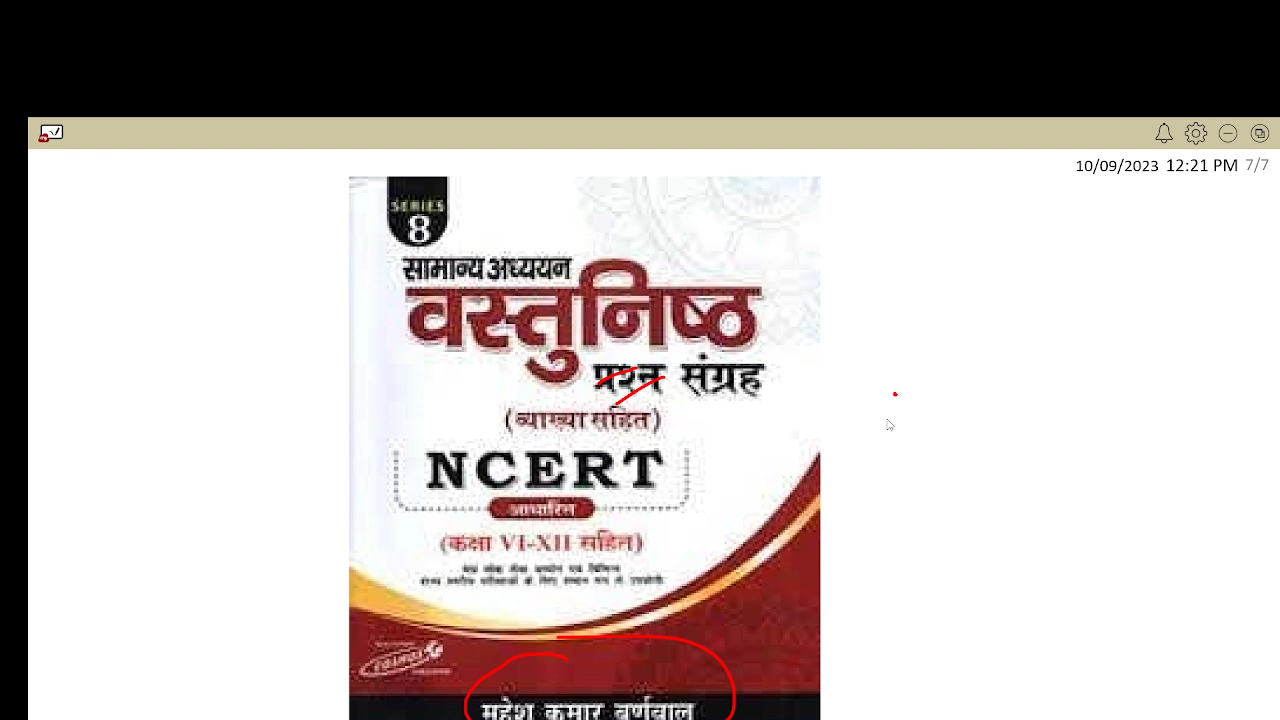 10/09/2023 12:21 PM 7/7
SERIES
8
सामान्य अध्ययन
वस्तुनिष्ठ
प्रश्न संग्रह
(व्याख्या सहित)
NCERT
आधारित
(कक्षा VI-XII सहित)
COSMOS
महेश कुमार बर्णवाल